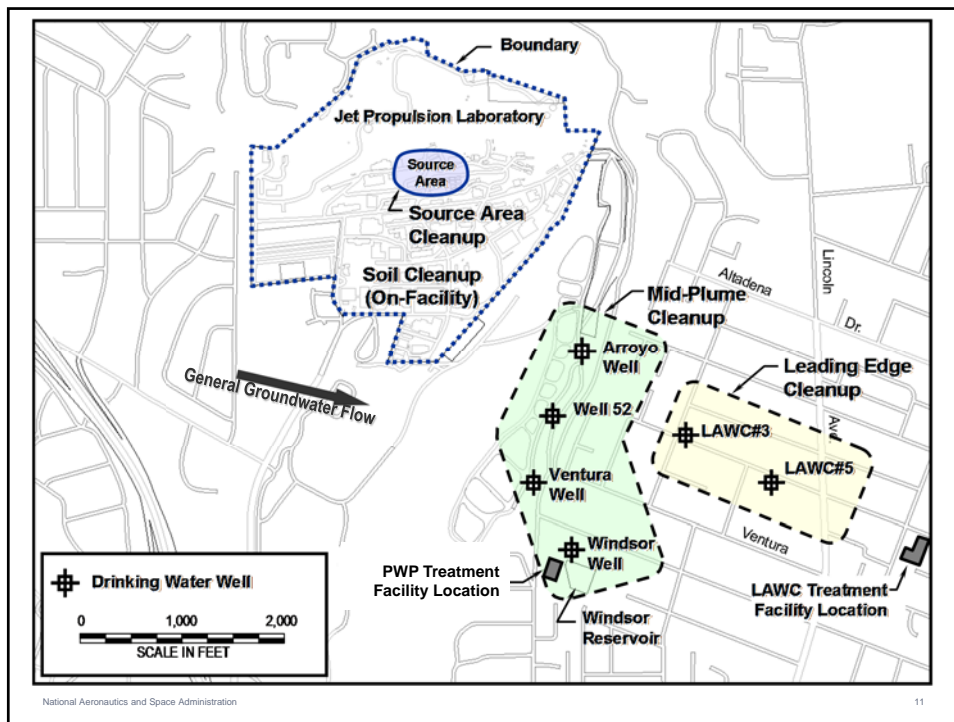 Boundary
Jet Propulsion Laboratory
Source
Area
Source Area
Cleanup
Soil Cleanup
(On-Facility)
General Groundwater Flow
Mid-Plume
Cleanup
Altadena
Dr.
Lincoln
Ave.
Arroyo
Well
Well 52
Ventura
Well
Windsor
Well
Leading Edge
Cleanup
LAWC#3
LAWC#5
Ventura
PWP Treatment
Facility Location
Windsor
Reservoir
LAWC Treatment
Facility Location
Drinking Water Well
0 1,000 2,000
SCALE IN FEET
National Aeronautics and Space Administration
11